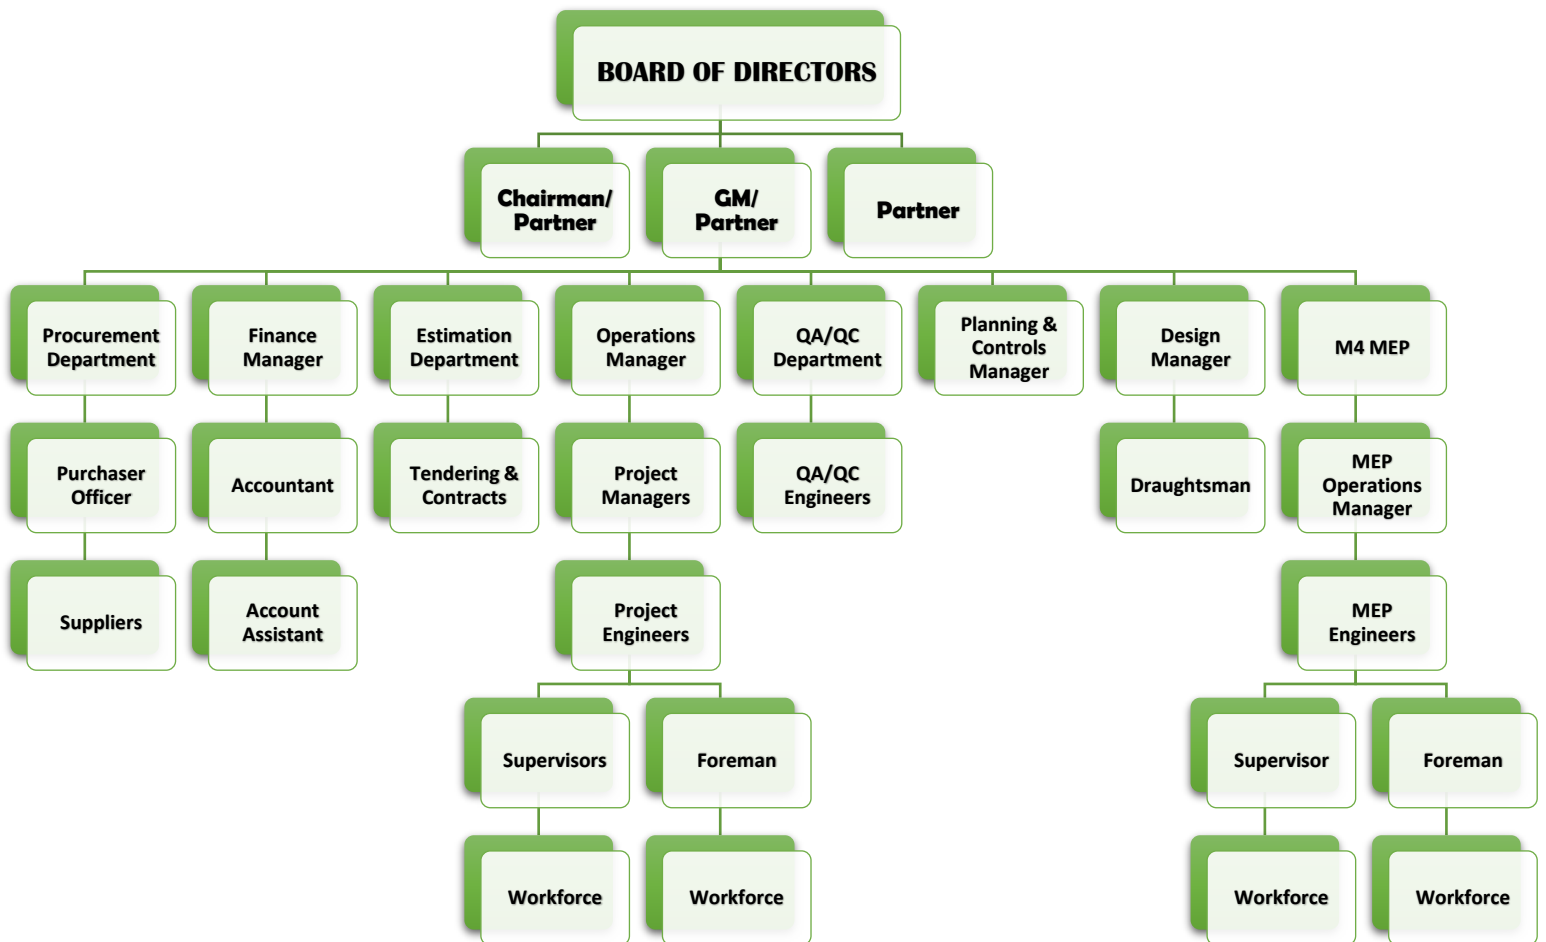 BOARD OF DIRECTORS
Chairman/
Partner
GM/
Partner
Partner
Procurement
Department
Finance
Manager
Estimation
Department
Operations
Manager
QA/QC
Department
Planning &
Controls
Manager
Design
Manager
M4 MEP
Purchaser
Officer
Accountant
Tendering &
Contracts
Project
Managers
QA/QC
Engineers
Draughtsman
MEP
Operations
Manager
Suppliers
Account
Assistant
Project
Engineers
MEP
Engineers
Supervisors
Foreman
Supervisor
Foreman
Workforce
Workforce
Workforce
Workforce